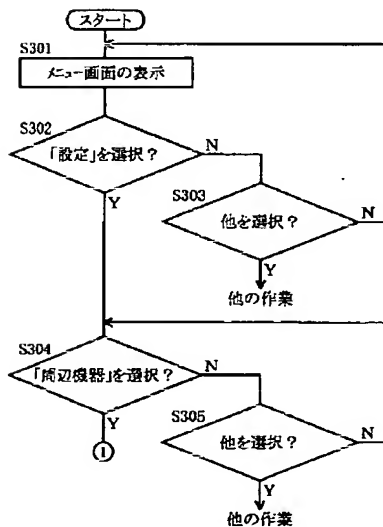 スタート
S301
メニュー画面の表示
S302
「設定」を選択？
N
Y
S303
他を選択？
N
Y
他の作業
S304
「周辺機器」を選択？
N
Y
①
S305
他を選択？
N
Y
他の作業